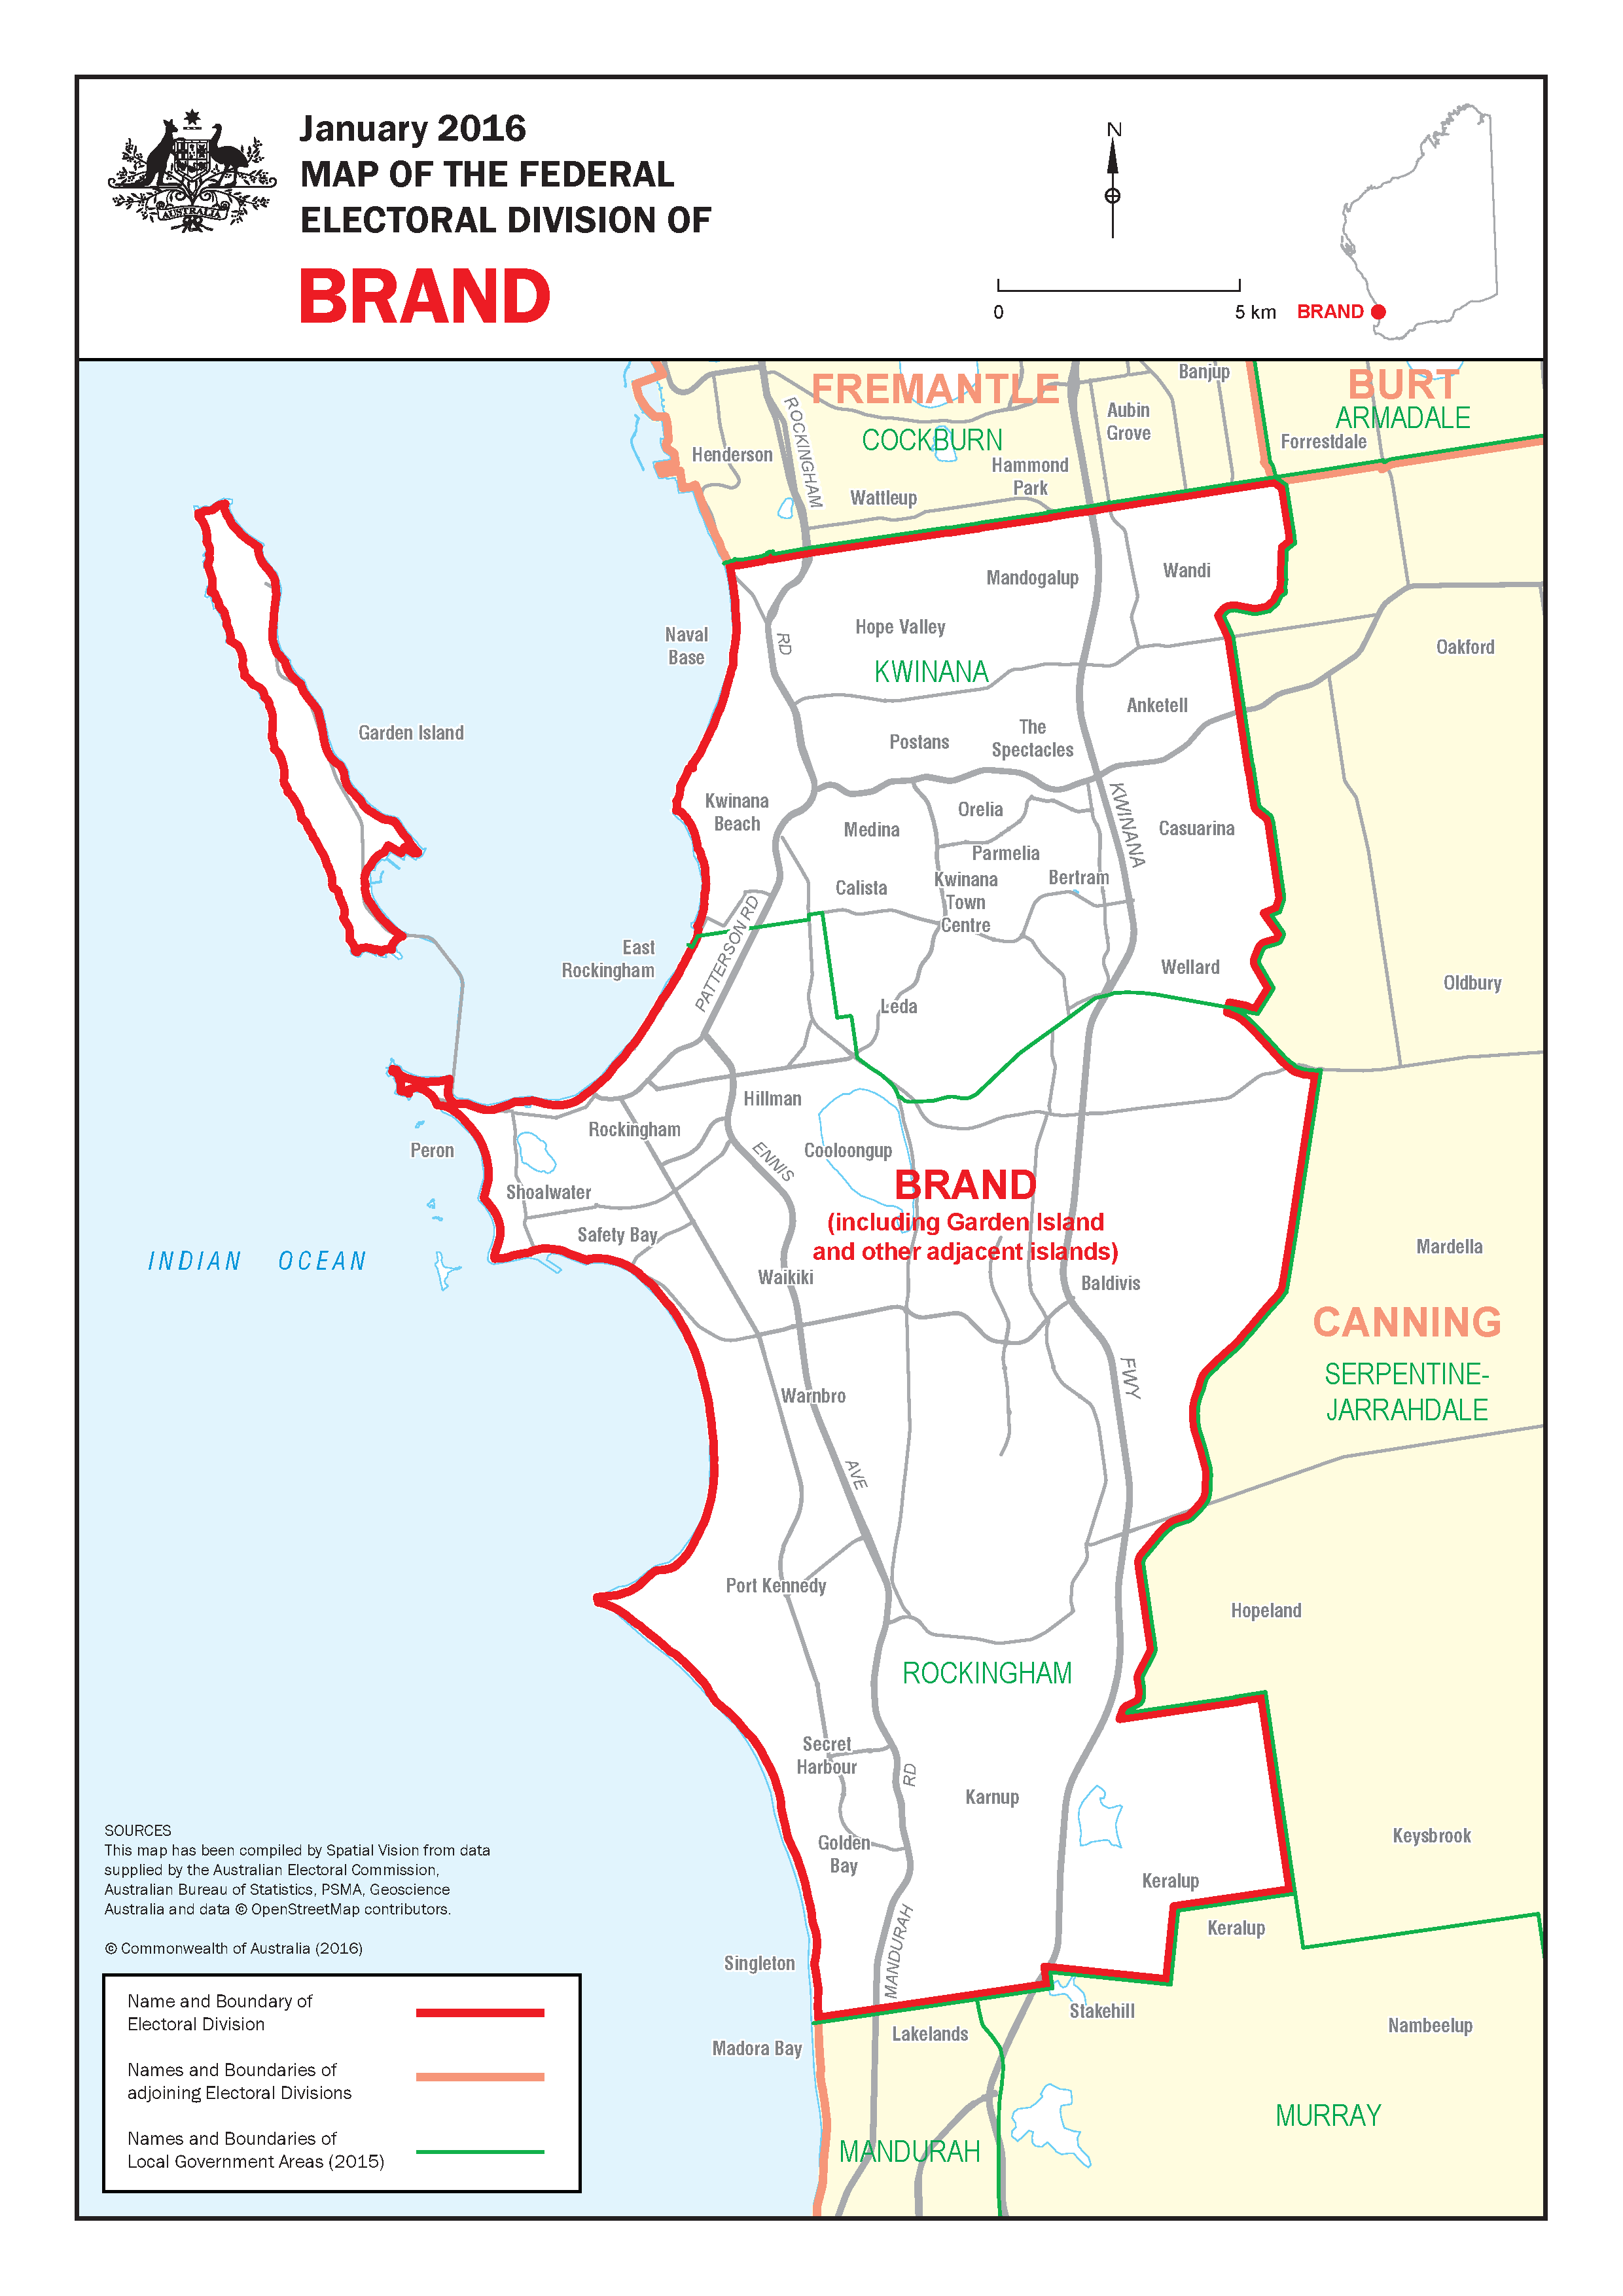 January 2016
MAP OF THE FEDERAL
ELECTORAL DIVISION OF
BRAND
AUSTRALIA
N
0
5 km
BRAND
FREMANTLE
BURT
Banjup
ARMADALE
ROCKINGHAM
Aubin
Grove
COCKBURN
Forrestdale
Henderson
Hammond
Park
Wattleup
Mandogalup
Wandi
Hope Valley
Naval
Base
RD
Oakford
KWINANA
Anketell
Garden Island
The
Spectacles
Postans
Kwinana
Beach
Orelia
KWINANA
Medina
Casuarina
Parmelia
Calista
Kwinana
Town
Centre
Bertram
PATTERSON RD
East
Rockingham
Wellard
Oldbury
Leda
Hillman
Rockingham
Peron
ENNIS
Cooloongup
BRAND
(including Garden Island
and other adjacent islands)
Shoalwater
Safety Bay
INDIAN OCEAN
Mardella
Waikiki
Baldivis
CANNING
SERPENTINE-
JARRAHDALE
FWY
Warnbro
AVE
Port Kennedy
Hopeland
ROCKINGHAM
Secret
Harbour
RD
Karnup
Golden
Bay
Keysbrook
Keralup
MANDURAH
Keralup
Singleton
Stakehill
Lakelands
Nambeelup
Madora Bay
MURRAY
MANDURAH
SOURCES
This map has been compiled by Spatial Vision from data
supplied by the Australian Electoral Commission,
Australian Bureau of Statistics, PSMA, Geoscience
Australia and data © OpenStreetMap contributors.
© Commonwealth of Australia (2016)
Name and Boundary of
Electoral Division
Names and Boundaries of
adjoining Electoral Divisions
Names and Boundaries of
Local Government Areas (2015)